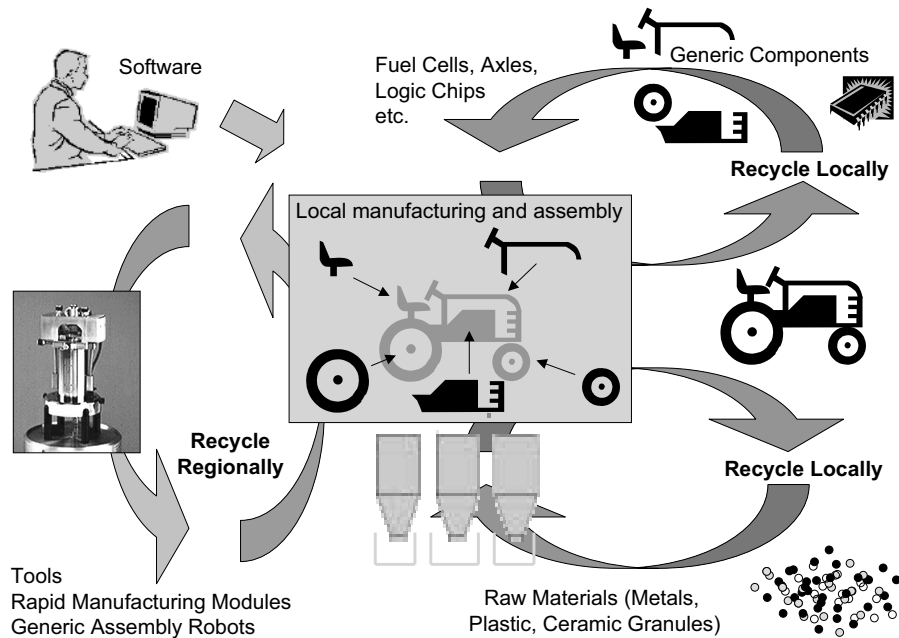 Software
Fuel Cells, Axles,
Logic Chips
etc.
Generic Components
Recycle Locally
Local manufacturing and assembly
Recycle
Regionally
Recycle Locally
Tools
Rapid Manufacturing Modules
Generic Assembly Robots
Raw Materials (Metals,
Plastic, Ceramic Granules)